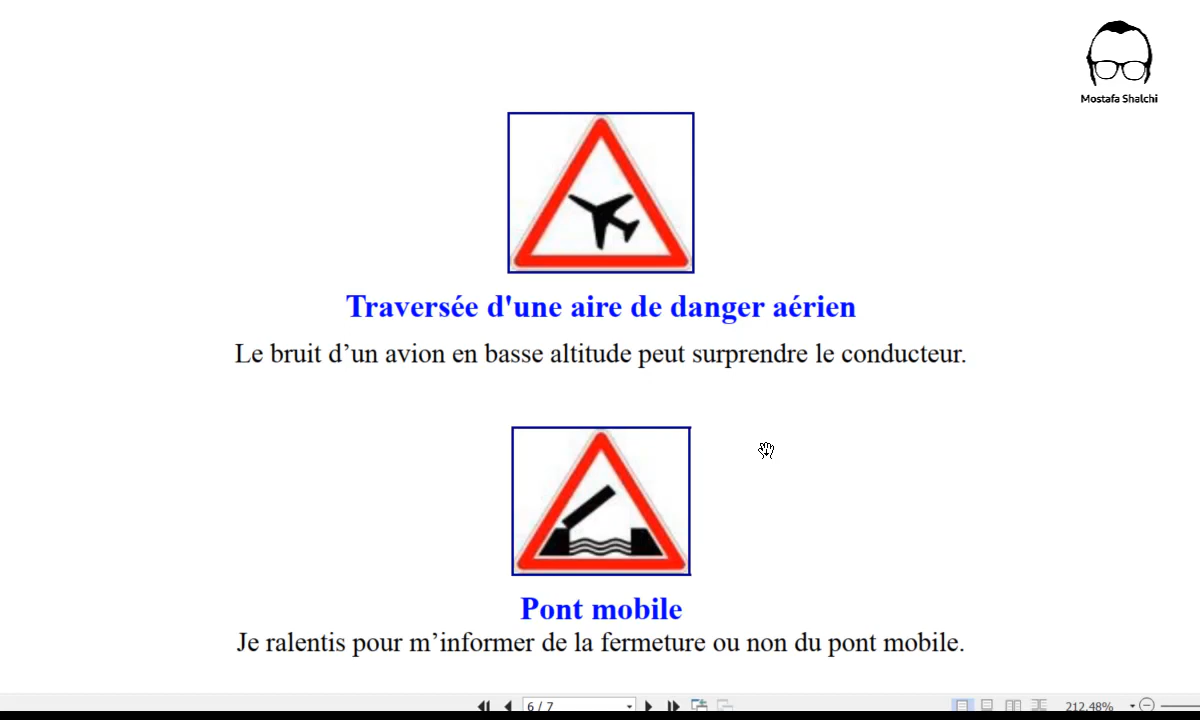 Mostafa Shalchi
Traversée d'une aire de danger aérien
Le bruit d’un avion en basse altitude peut surprendre le conducteur.
Pont mobile
Je ralentis pour m’informer de la fermeture ou non du pont mobile.
6 / 7
212.48%